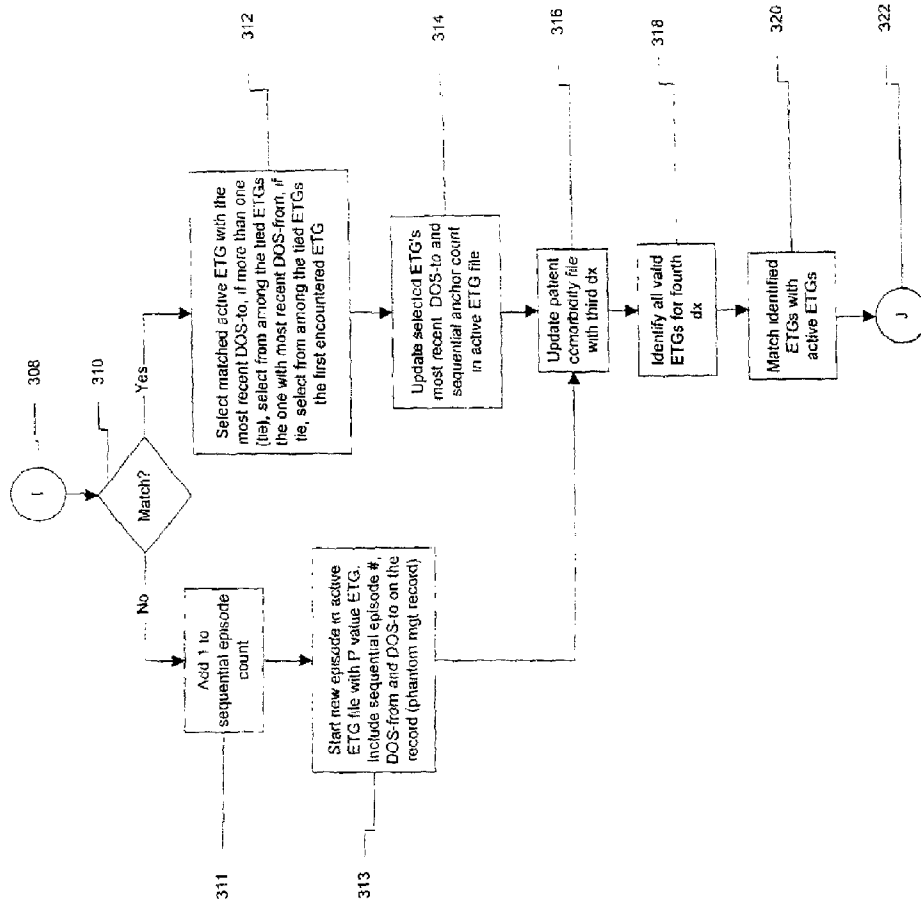 I
308
310
Match?
No
Yes
Add 1 to
sequential episode
count
311
Start new episode in active
ETG file with P value ETG.
Include sequential episode #,
DOS-from and DOS-to on the
record (phantom mgt record)
313
Select matched active ETG with the
most recent DOS-to, if more than one
(tie), select from among the tied ETGs
the one with most recent DOS-from, if
tie, select from among the tied ETGs
the first encountered ETG
312
Update selected ETG's
most recent DOS-to and
sequential anchor count
in active ETG file
314
Update patient
comorbidity file
with third dx
316
Identify all valid
ETGs for fourth
dx
318
Match identified
ETGs with
active ETGs
320
J
322